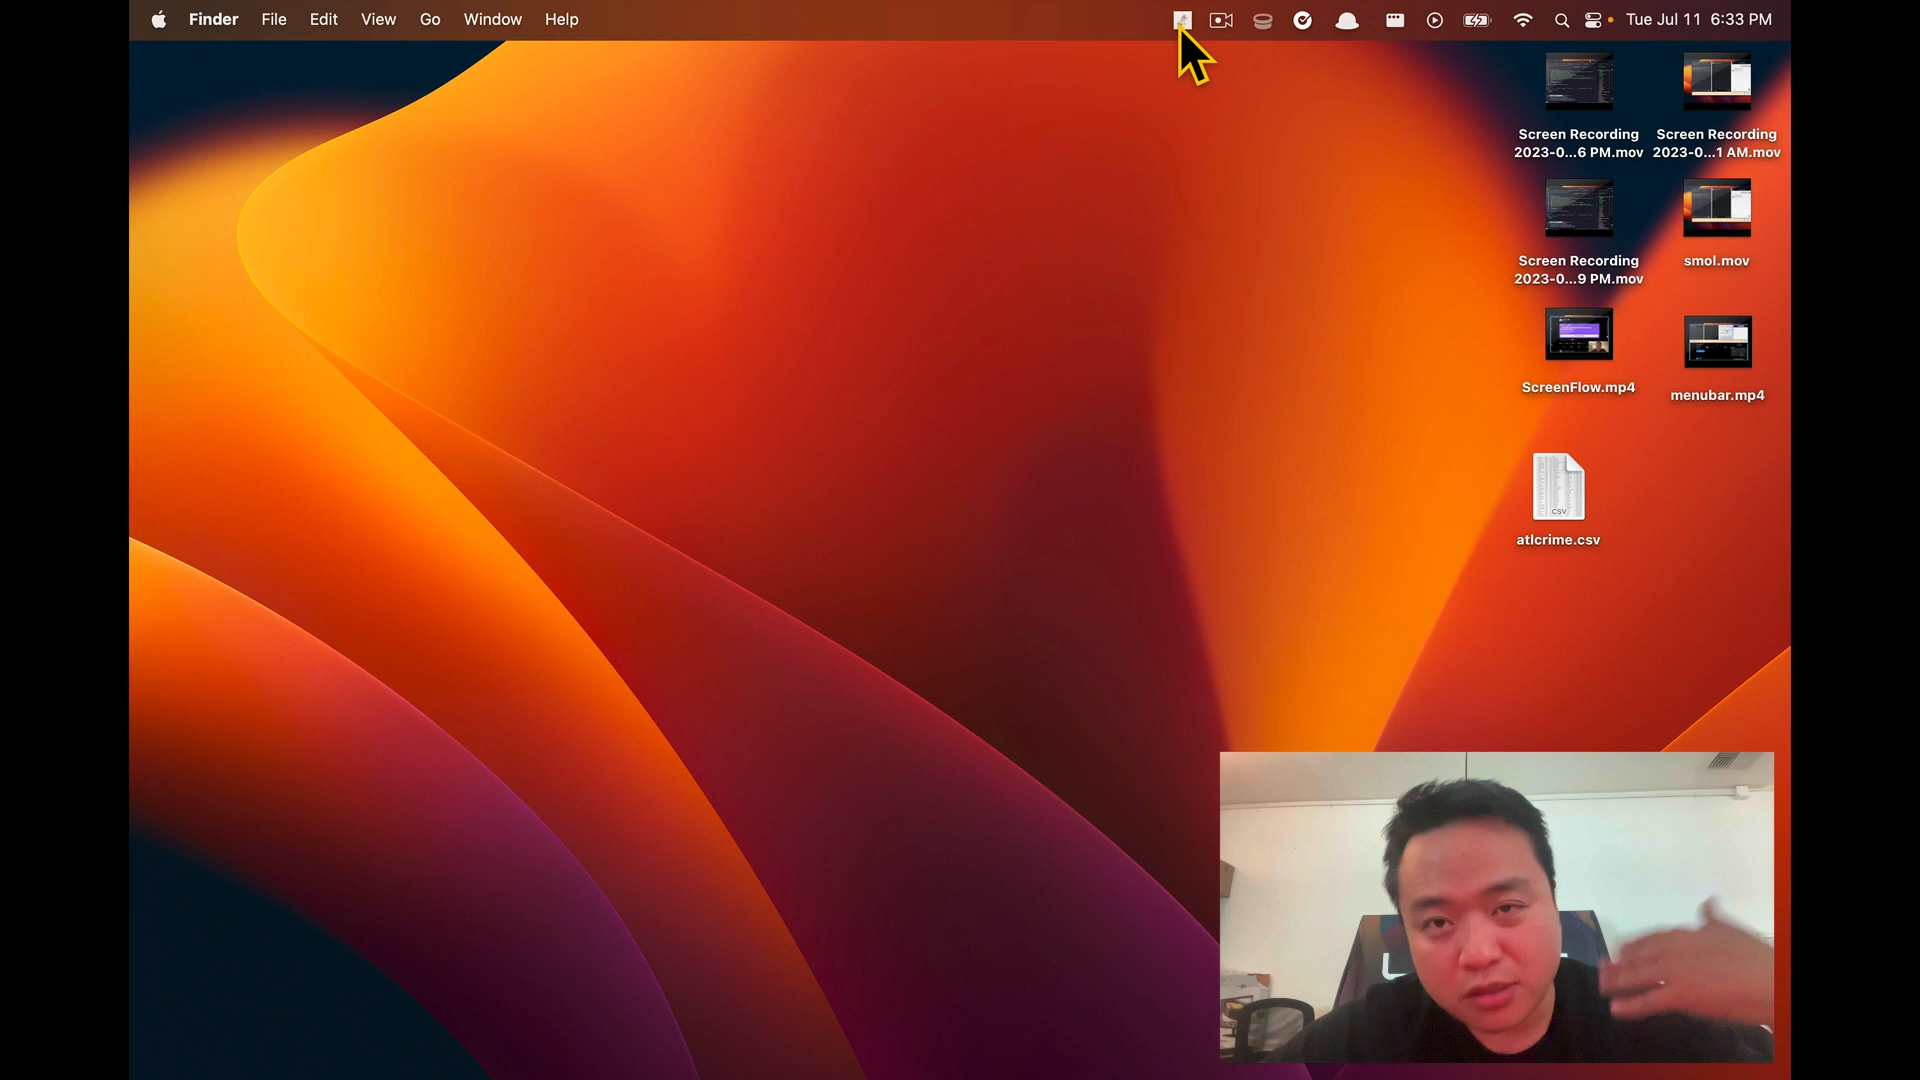 Finder File Edit View Go Window Help Tue Jul 11 6:33 PM
Screen Recording
2023-0...6 PM.mov
Screen Recording
2023-0...1 AM.mov
Screen Recording
2023-0...9 PM.mov
smol.mov
ScreenFlow.mp4
menubar.mp4
CSV
atlcrime.csv